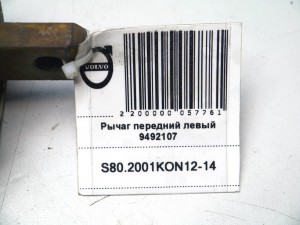 VOLVO
2 200000 057761
Рычаг передний левый
9492107
S80.2001KON12-14